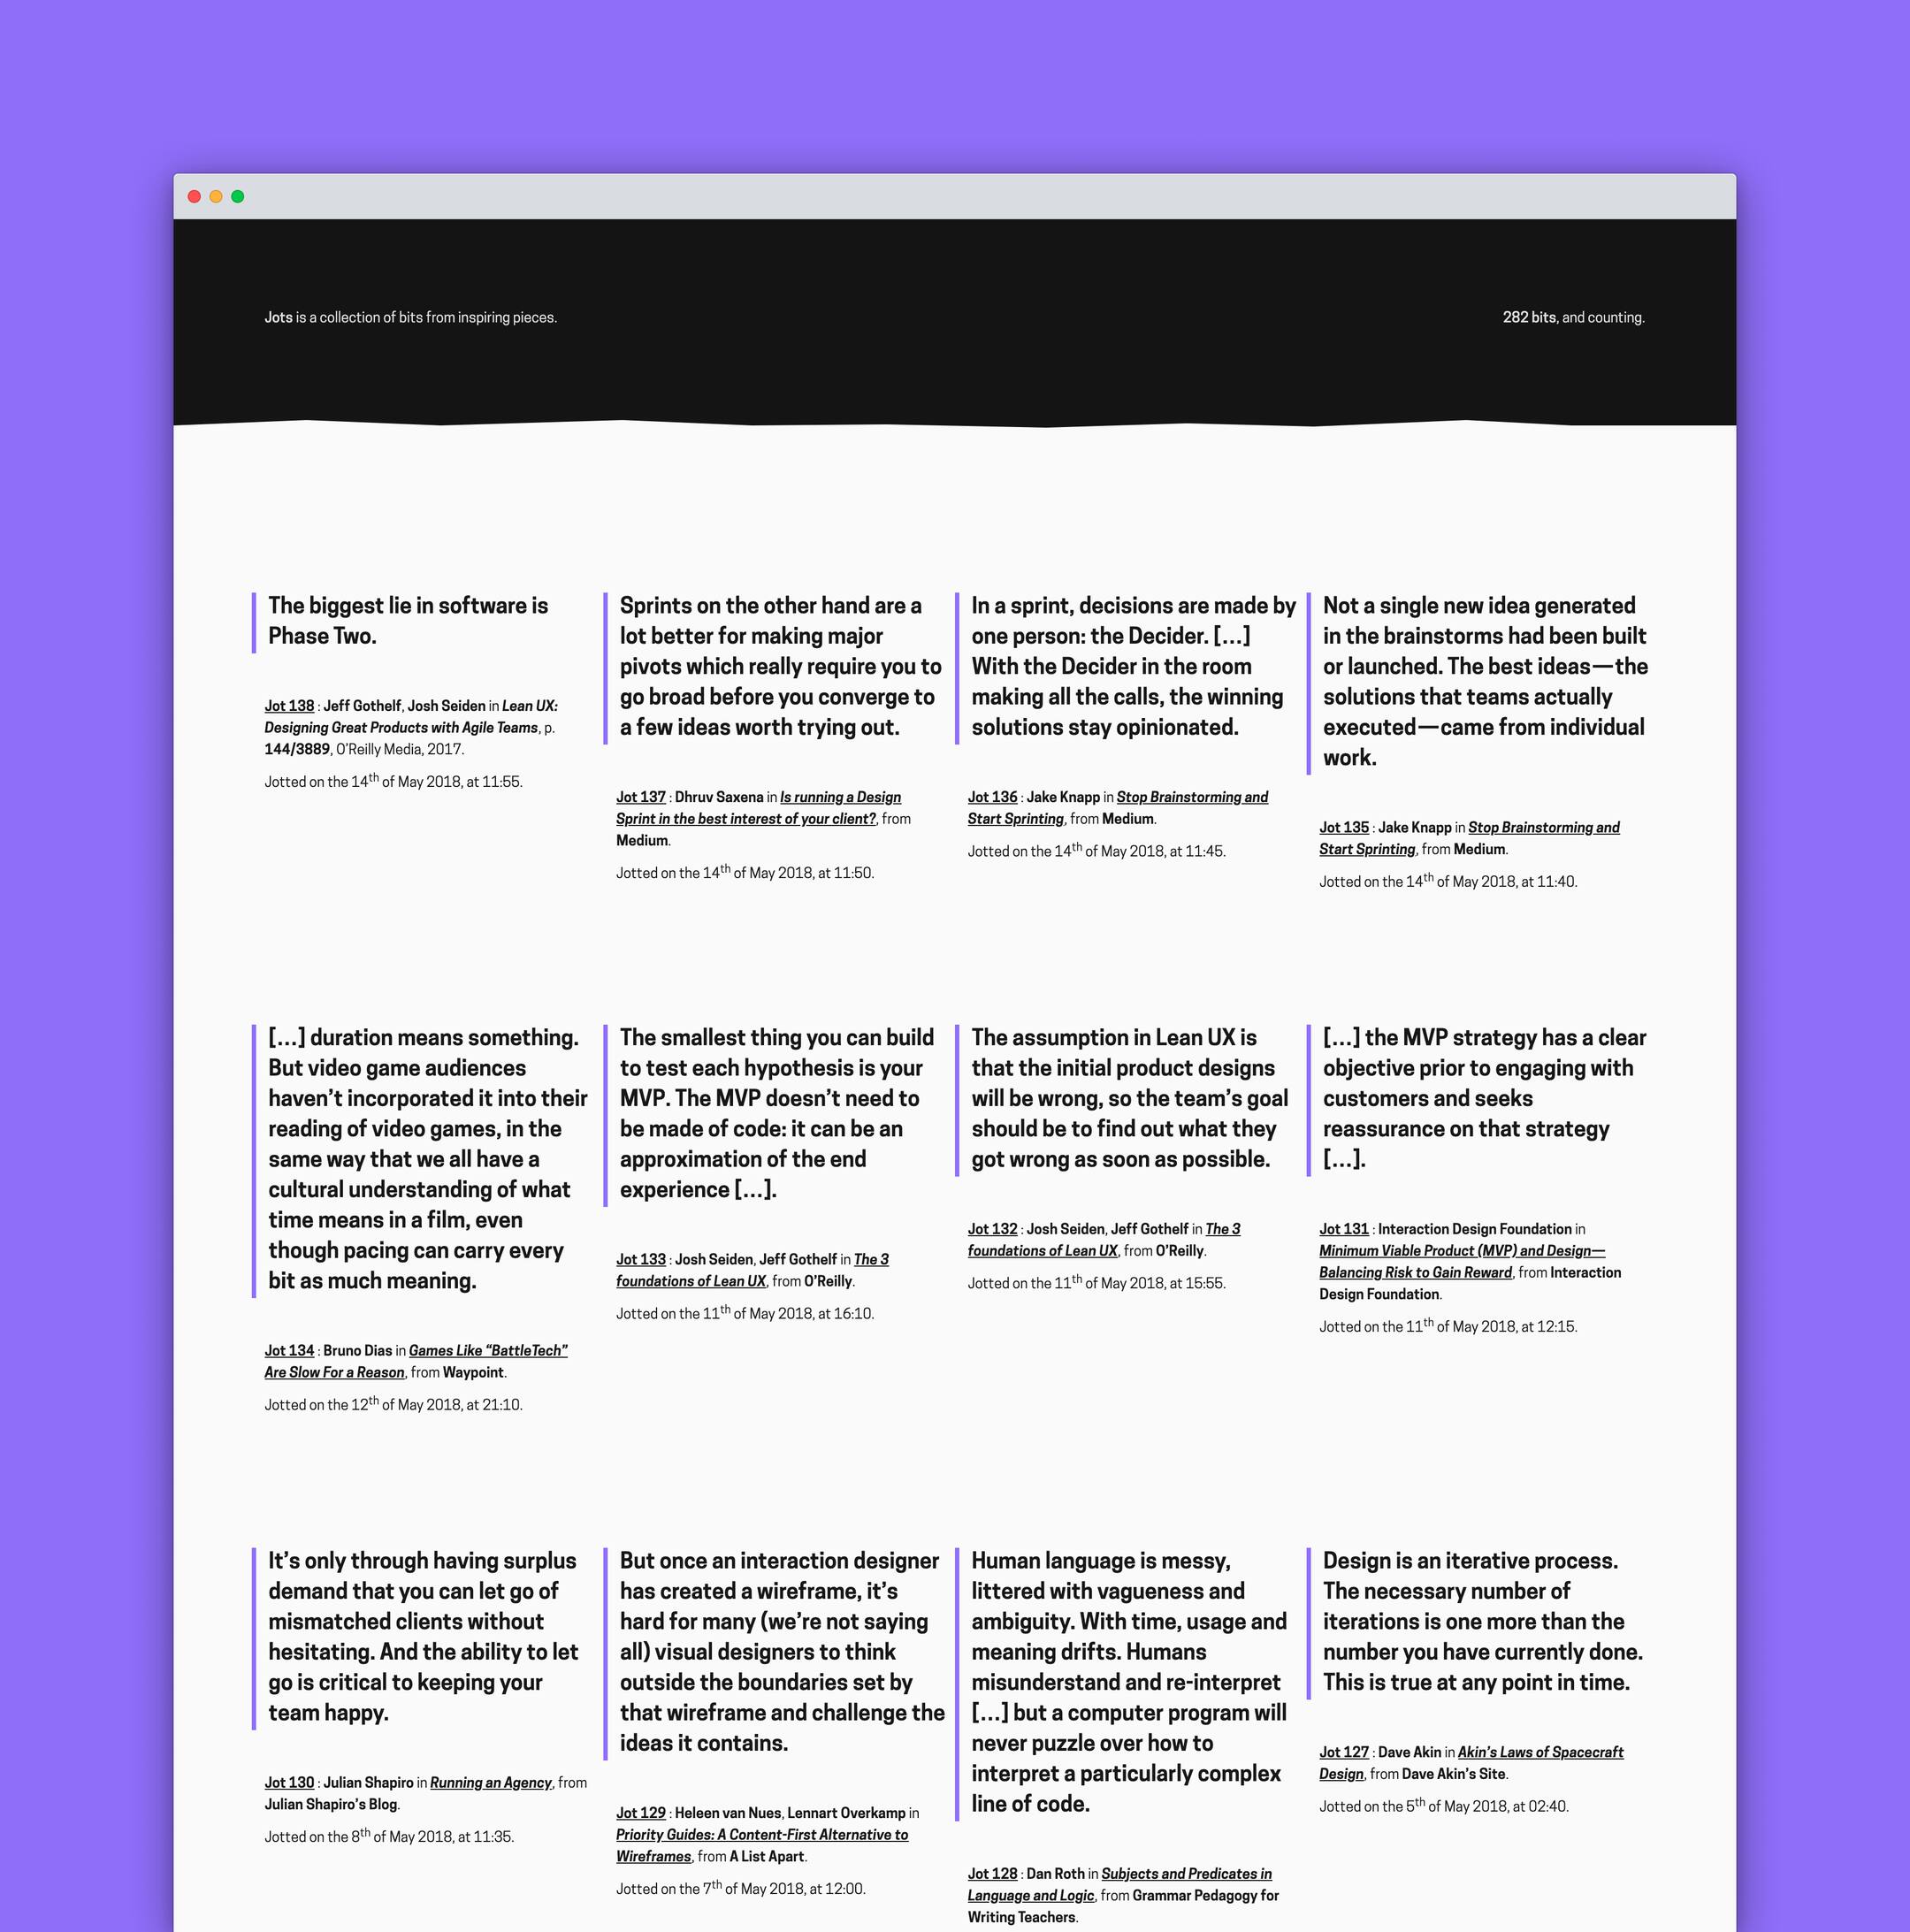 Jots is a collection of bits from inspiring pieces.
282 bits, and counting.
The biggest lie in software is
Phase Two.
Jot 138 : Jeff Gothelf, Josh Seiden in Lean UX:
Designing Great Products with Agile Teams, p.
144/3889, O’Reilly Media, 2017.
Jotted on the 14th of May 2018, at 11:55.
Sprints on the other hand are a
lot better for making major
pivots which really require you to
go broad before you converge to
a few ideas worth trying out.
Jot 137 : Dhruv Saxena in Is running a Design
Sprint in the best interest of your client?, from
Medium.
Jotted on the 14th of May 2018, at 11:50.
In a sprint, decisions are made by
one person: the Decider. […]
With the Decider in the room
making all the calls, the winning
solutions stay opinionated.
Jot 136 : Jake Knapp in Stop Brainstorming and
Start Sprinting, from Medium.
Jotted on the 14th of May 2018, at 11:45.
Not a single new idea generated
in the brainstorms had been built
or launched. The best ideas — the
solutions that teams actually
executed — came from individual
work.
Jot 135 : Jake Knapp in Stop Brainstorming and
Start Sprinting, from Medium.
Jotted on the 14th of May 2018, at 11:40.
[…] duration means something.
But video game audiences
haven’t incorporated it into their
reading of video games, in the
same way that we all have a
cultural understanding of what
time means in a film, even
though pacing can carry every
bit as much meaning.
Jot 134 : Bruno Dias in Games Like “BattleTech”
Are Slow For a Reason, from Waypoint.
Jotted on the 12th of May 2018, at 21:10.
The smallest thing you can build
to test each hypothesis is your
MVP. The MVP doesn’t need to
be made of code: it can be an
approximation of the end
experience […].
Jot 133 : Josh Seiden, Jeff Gothelf in The 3
foundations of Lean UX, from O’Reilly.
Jotted on the 11th of May 2018, at 16:10.
The assumption in Lean UX is
that the initial product designs
will be wrong, so the team’s goal
should be to find out what they
got wrong as soon as possible.
Jot 132 : Josh Seiden, Jeff Gothelf in The 3
foundations of Lean UX, from O’Reilly.
Jotted on the 11th of May 2018, at 15:55.
[…] the MVP strategy has a clear
objective prior to engaging with
customers and seeks
reassurance on that strategy
[…].
Jot 131 : Interaction Design Foundation in
Minimum Viable Product (MVP) and Design—
Balancing Risk to Gain Reward, from Interaction
Design Foundation.
Jotted on the 11th of May 2018, at 12:15.
It’s only through having surplus
demand that you can let go of
mismatched clients without
hesitating. And the ability to let
go is critical to keeping your
team happy.
Jot 130 : Julian Shapiro in Running an Agency, from
Julian Shapiro’s Blog.
Jotted on the 8th of May 2018, at 11:35.
But once an interaction designer
has created a wireframe, it’s
hard for many (we’re not saying
all) visual designers to think
outside the boundaries set by
that wireframe and challenge the
ideas it contains.
Jot 129 : Heleen van Nues, Lennart Overkamp in
Priority Guides: A Content-First Alternative to
Wireframes, from A List Apart.
Jotted on the 7th of May 2018, at 12:00.
Human language is messy,
littered with vagueness and
ambiguity. With time, usage and
meaning drifts. Humans
misunderstand and re-interpret
[…] but a computer program will
never puzzle over how to
interpret a particularly complex
line of code.
Jot 128 : Dan Roth in Subjects and Predicates in
Language and Logic, from Grammar Pedagogy for
Writing Teachers.
Design is an iterative process.
The necessary number of
iterations is one more than the
number you have currently done.
This is true at any point in time.
Jot 127 : Dave Akin in Akin’s Laws of Spacecraft
Design, from Dave Akin’s Site.
Jotted on the 5th of May 2018, at 02:40.